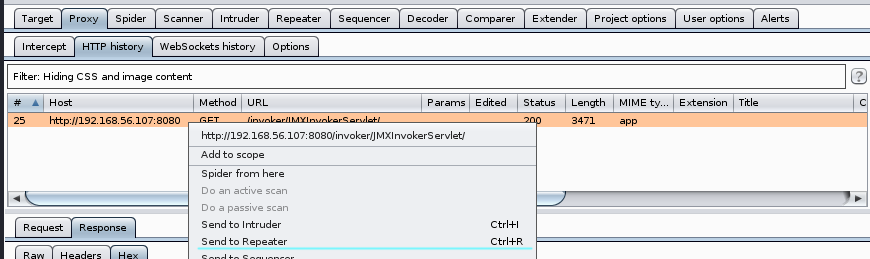 Target Proxy Spider Scanner Intruder Repeater Sequencer Decoder Comparer Extender Project options User options Alerts
Intercept HTTP history WebSockets history Options
Filter: Hiding CSS and image content ?
# Host Method URL Params Edited Status Length MIME ty... Extension Title C
25 http://192.168.56.107:8080 GET /invoker/JMXInvokerServlet/ 200 3471 app
http://192.168.56.107:8080/invoker/JMXInvokerServlet/
Add to scope
Spider from here
Do an active scan
Do a passive scan
Send to Intruder Ctrl+I
Request Response
Send to Repeater Ctrl+R
Raw Headers Hex
Send to Sequencer